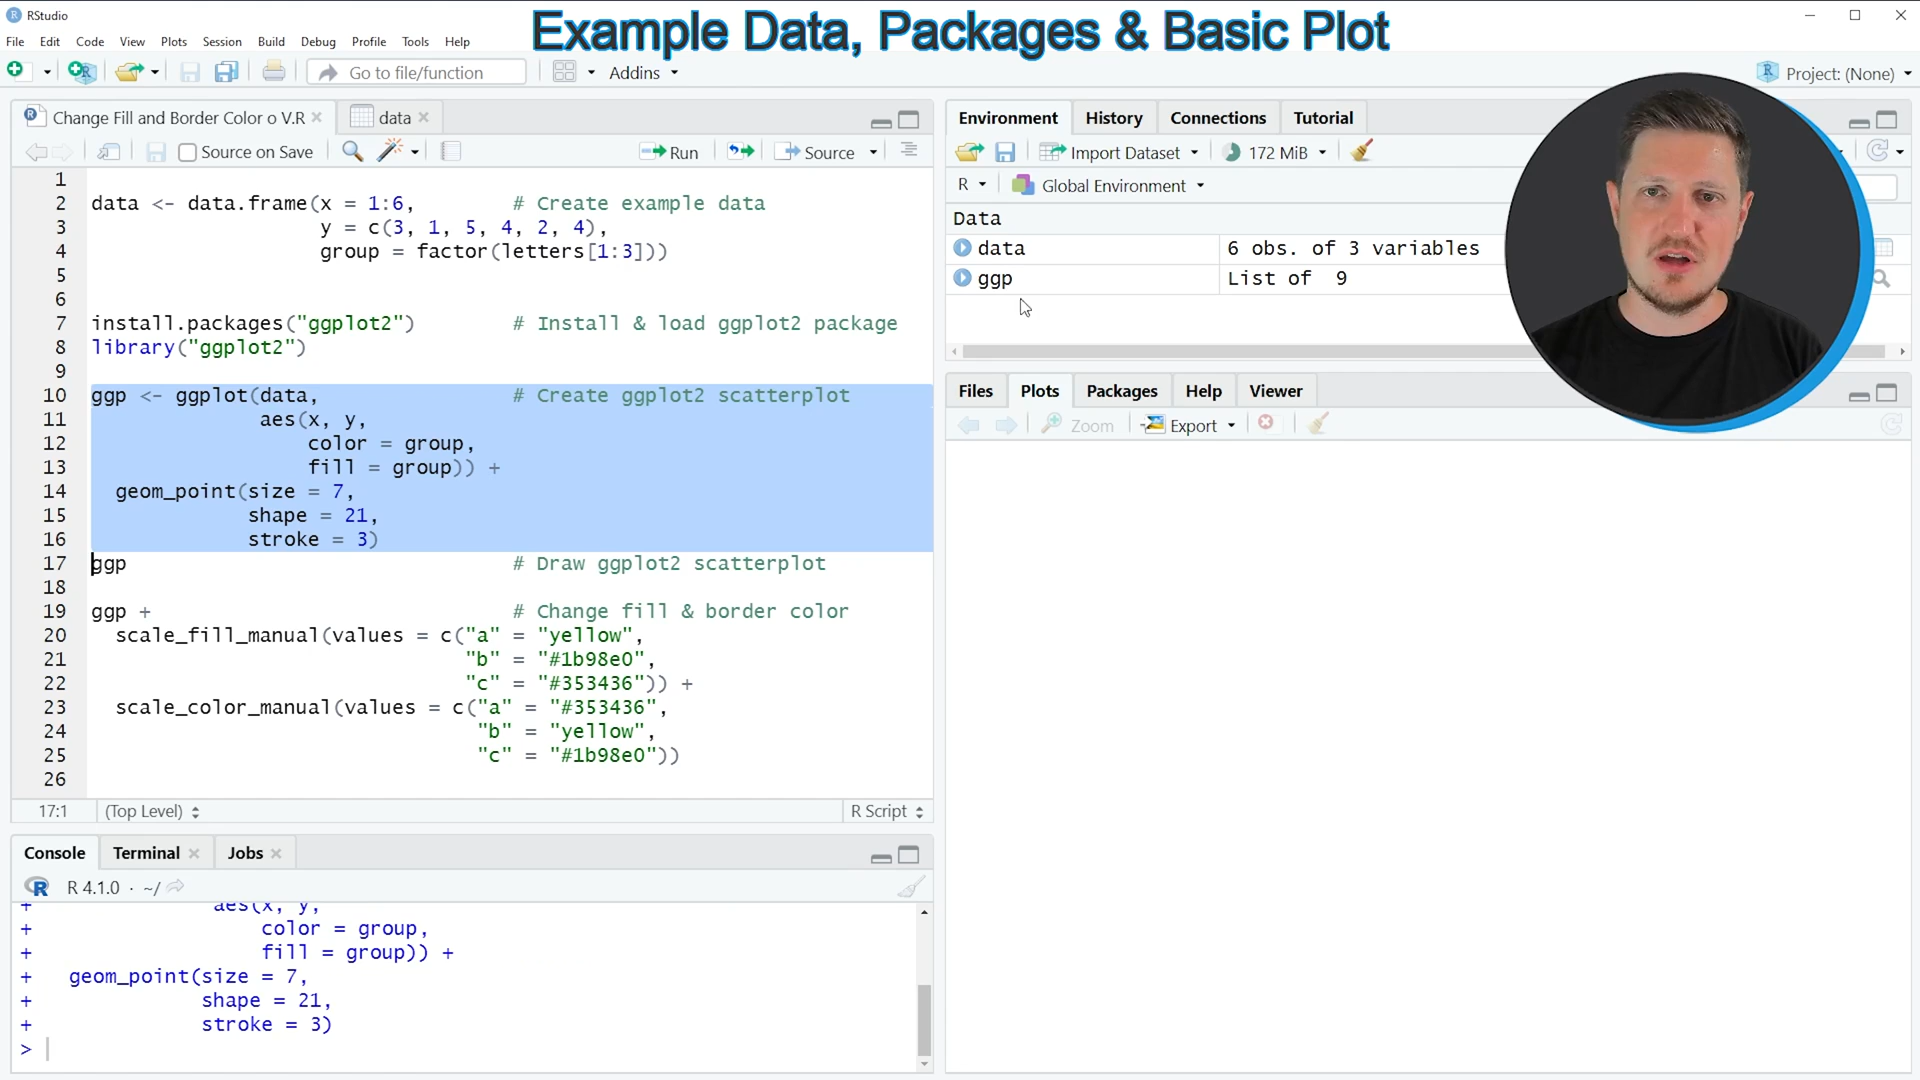 RStudio
Example Data, Packages & Basic Plot
File Edit Code View Plots Session Build Debug Profile Tools Help
Go to file/function Addins Project: (None)
Change Fill and Border Color o V.R data
Source on Save Run Source
1
2 data <- data.frame(x = 1:6, # Create example data
3 y = c(3, 1, 5, 4, 2, 4),
4 group = factor(letters[1:3]))
5
6
7 install.packages("ggplot2") # Install & load ggplot2 package
8 library("ggplot2")
9
10 ggp <- ggplot(data, # Create ggplot2 scatterplot
11 aes(x, y,
12 color = group,
13 fill = group)) +
14 geom_point(size = 7,
15 shape = 21,
16 stroke = 3)
17 ggp # Draw ggplot2 scatterplot
18
19 ggp + # Change fill & border color
20 scale_fill_manual(values = c("a" = "yellow",
21 "b" = "#1b98e0",
22 "c" = "#353436")) +
23 scale_color_manual(values = c("a" = "#353436",
24 "b" = "yellow",
25 "c" = "#1b98e0"))
26
17:1 (Top Level) R Script
Console Terminal Jobs
R 4.1.0 · ~/
+ aes(x, y,
+ color = group,
+ fill = group)) +
+ geom_point(size = 7,
+ shape = 21,
+ stroke = 3)
>
Environment History Connections Tutorial
Import Dataset 172 MiB
R Global Environment
Data
data 6 obs. of 3 variables
ggp List of 9
Files Plots Packages Help Viewer
Zoom Export